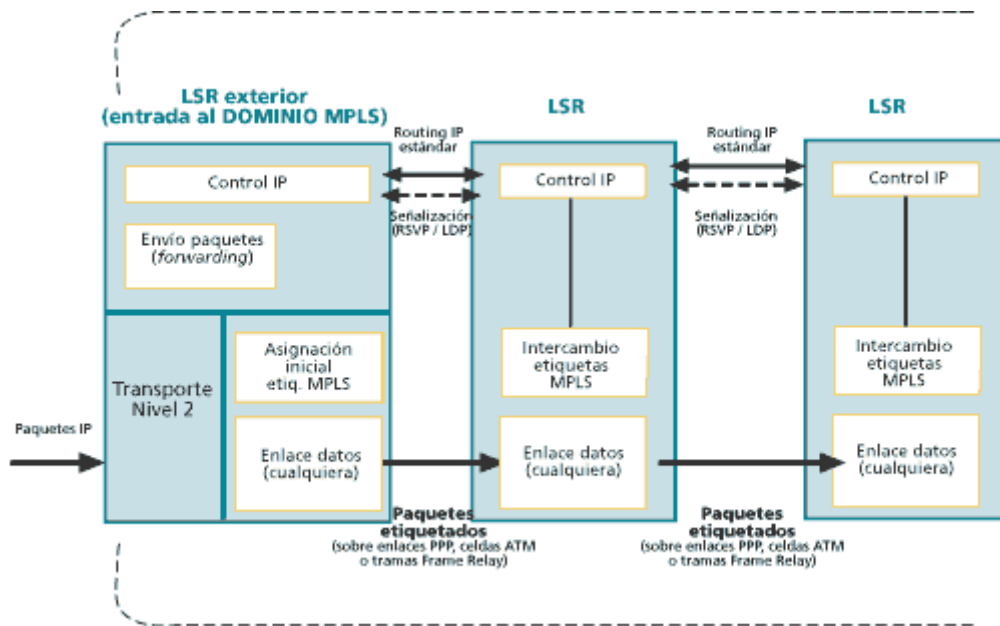 LSR exterior
(entrada al DOMINIO MPLS)
LSR
LSR
Routing IP
estándar
Routing IP
estándar
Control IP
Control IP
Control IP
Señalización
(RSVP / LDP)
Señalización
(RSVP / LDP)
Envío paquetes
(forwarding)
Asignación
inicial
etiq. MPLS
Intercambio
etiquetas
MPLS
Intercambio
etiquetas
MPLS
Transporte
Nivel 2
Paquetes IP
Enlace datos
(cualquiera)
Enlace datos
(cualquiera)
Enlace datos
(cualquiera)
Paquetes
etiquetados
(sobre enlaces PPP, celdas ATM
o tramas Frame Relay)
Paquetes
etiquetados
(sobre enlaces PPP, celdas ATM
o tramas Frame Relay)